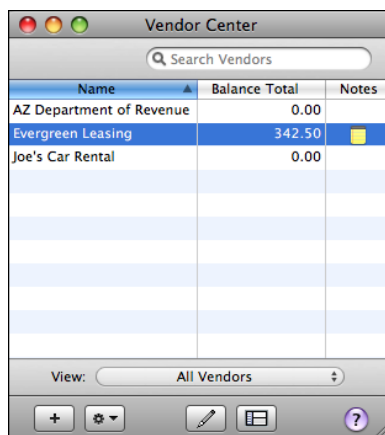 Vendor Center
Search Vendors
Name Balance Total Notes
AZ Department of Revenue 0.00
Evergreen Leasing 342.50
Joe's Car Rental 0.00
View: All Vendors
+ ?